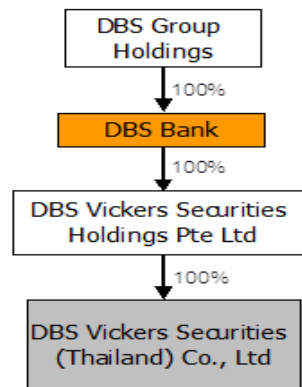 DBS Group
Holdings
100%
DBS Bank
100%
DBS Vickers Securities
Holdings Pte Ltd
100%
DBS Vickers Securities
(Thailand) Co., Ltd